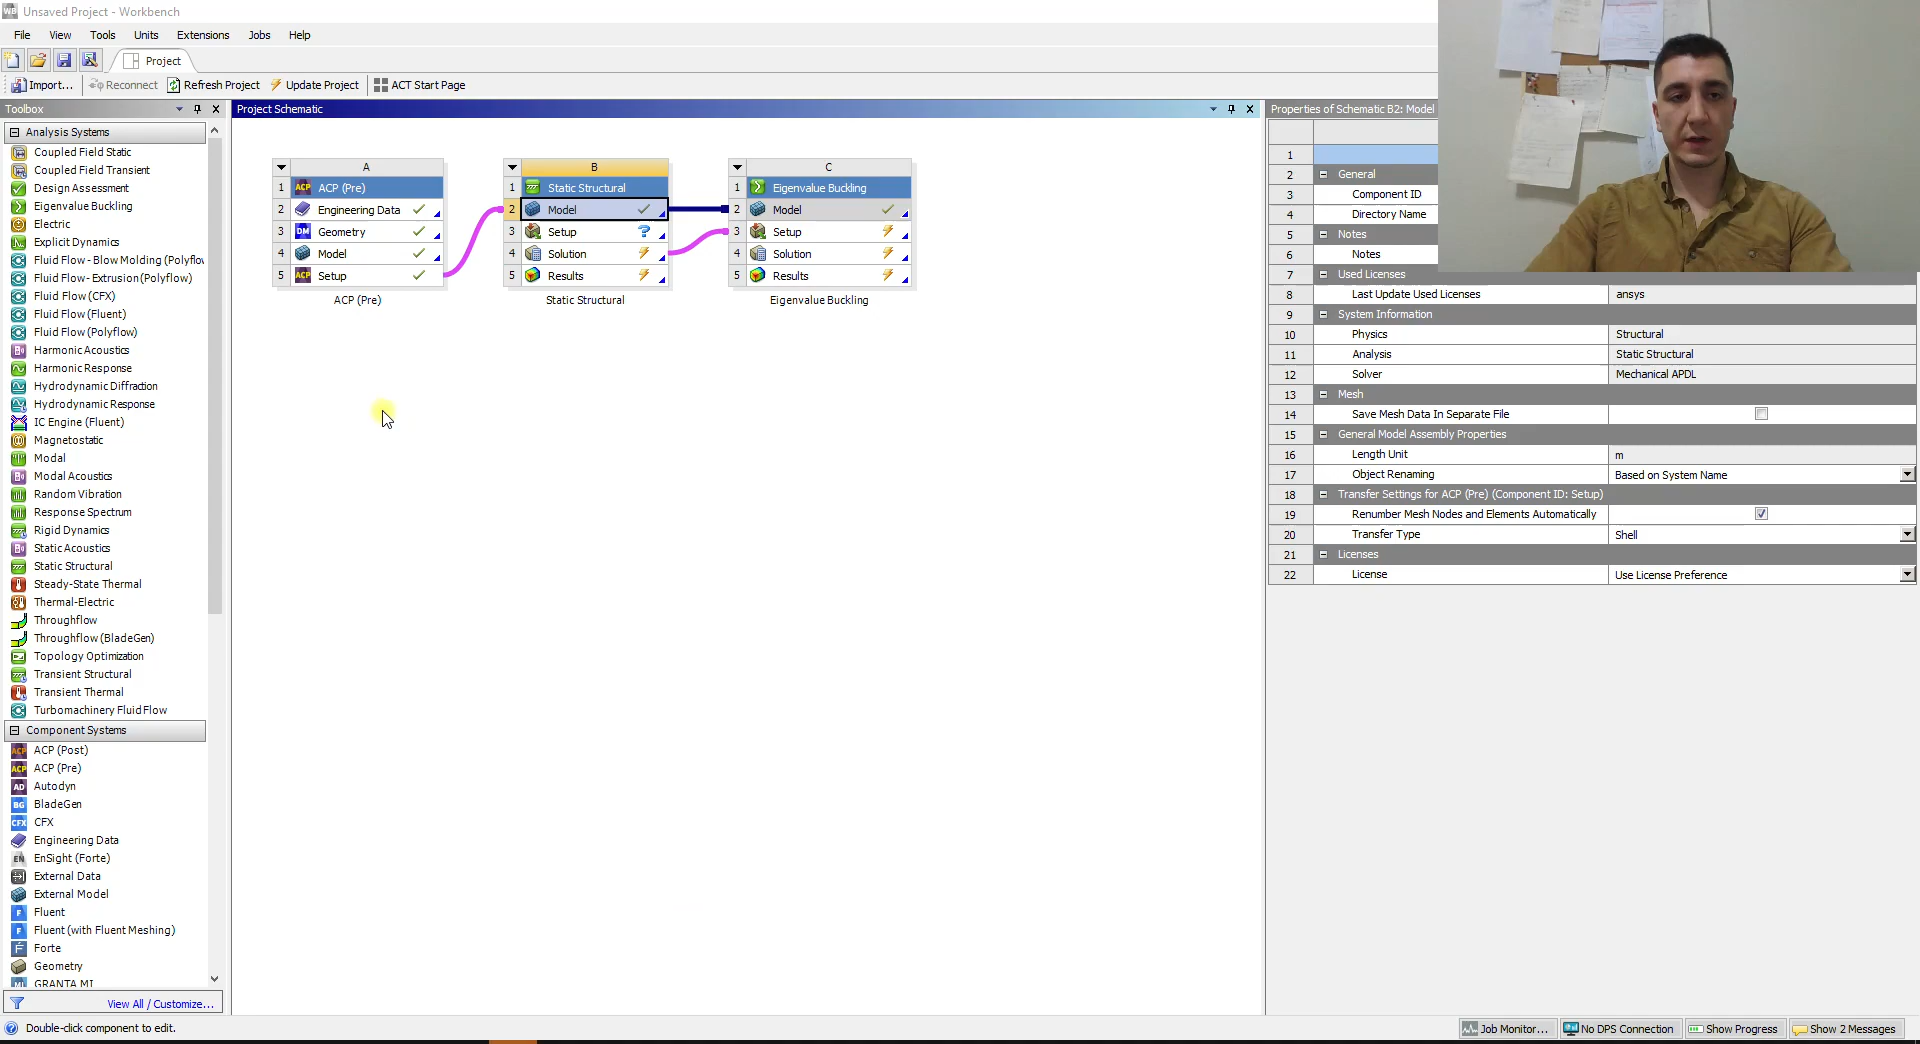 Unsaved Project - Workbench
File View Tools Units Extensions Jobs Help
Project
Import... Reconnect Refresh Project Update Project ACT Start Page
Toolbox
Analysis Systems
Coupled Field Static
Coupled Field Transient
Design Assessment
Eigenvalue Buckling
Electric
Explicit Dynamics
Fluid Flow - Blow Molding (Polyflow
Fluid Flow- Extrusion(Polyflow)
Fluid Flow (CFX)
Fluid Flow (Fluent)
Fluid Flow (Polyflow)
Harmonic Acoustics
Harmonic Response
Hydrodynamic Diffraction
Hydrodynamic Response
IC Engine (Fluent)
Magnetostatic
Modal
Modal Acoustics
Random Vibration
Response Spectrum
Rigid Dynamics
Static Acoustics
Static Structural
Steady-State Thermal
Thermal-Electric
Throughflow
Throughflow (BladeGen)
Topology Optimization
Transient Structural
Transient Thermal
Turbomachinery Fluid Flow
Component Systems
ACP (Post)
ACP (Pre)
Autodyn
BladeGen
CFX
Engineering Data
EnSight (Forte)
External Data
External Model
Fluent
Fluent (with Fluent Meshing)
Forte
Geometry
GRANTA MI
View All / Customize...
Double-click component to edit.
Project Schematic
A
1 ACP (Pre)
2 Engineering Data
3 DM Geometry
4 Model
5 ACP Setup
ACP (Pre)
B
1 Static Structural
2 Model
3 Setup ?
4 Solution
5 Results
Static Structural
C
1 Eigenvalue Buckling
2 Model
3 Setup
4 Solution
5 Results
Eigenvalue Buckling
Properties of Schematic B2: Model
1
2 General
3 Component ID
4 Directory Name
5 Notes
6 Notes
7 Used Licenses
8 Last Update Used Licenses ansys
9 System Information
10 Physics Structural
11 Analysis Static Structural
12 Solver Mechanical APDL
13 Mesh
14 Save Mesh Data In Separate File
15 General Model Assembly Properties
16 Length Unit m
17 Object Renaming Based on System Name
18 Transfer Settings for ACP (Pre) (Component ID: Setup)
19 Renumber Mesh Nodes and Elements Automatically
20 Transfer Type Shell
21 Licenses
22 License Use License Preference
Job Monitor... No DPS Connection Show Progress Show 2 Messages